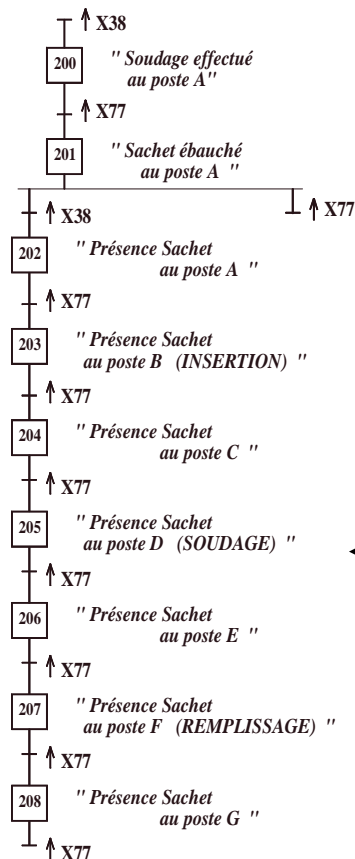 ↑ X38
200 " Soudage effectué
au poste A"
↑ X77
201 " Sachet ébauché
au poste A "
↑ X38 ↑ X77
202 " Présence Sachet
au poste A "
↑ X77
203 " Présence Sachet
au poste B (INSERTION) "
↑ X77
204 " Présence Sachet
au poste C "
↑ X77
205 " Présence Sachet
au poste D (SOUDAGE) "
↑ X77
206 " Présence Sachet
au poste E "
↑ X77
207 " Présence Sachet
au poste F (REMPLISSAGE) "
↑ X77
208 " Présence Sachet
au poste G "
↑ X77